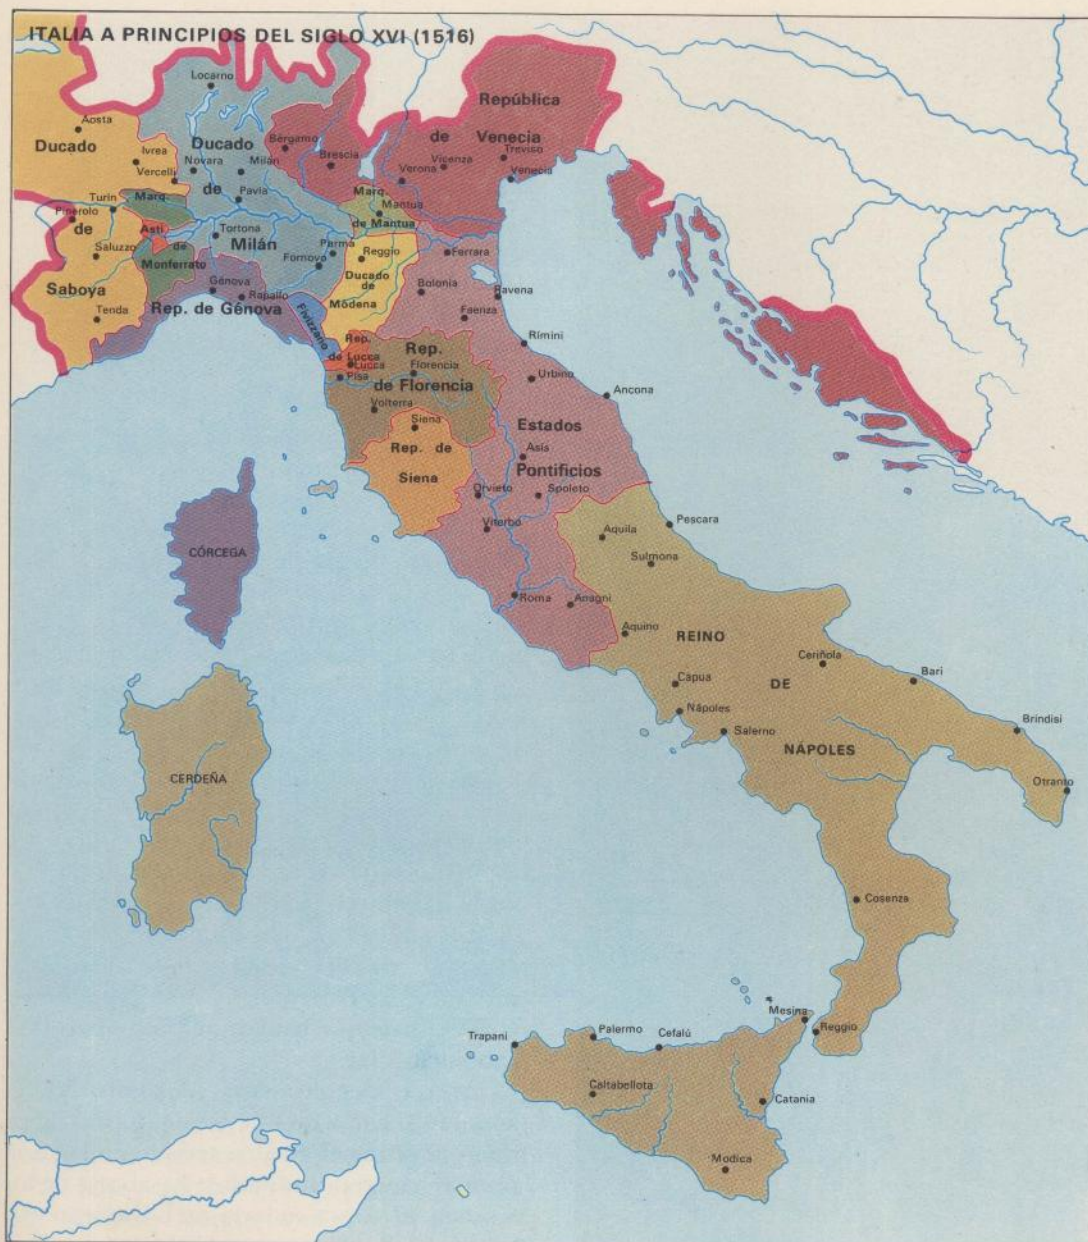 ITALIA A PRINCIPIOS DEL SIGLO XVI (1516)
Locarno
República
de Venecia
Aosta
Ducado
Ivrea
Vercelli
Novara
Ducado
de
Milán
Bérgamo
Brescia
Verona
Vicenza
Treviso
Venecia
Pavia
Marq.
Mantua
de Mantua
Turin
Marq.
Pinerolo
de
Asti
de
Monferrato
Tortona
Milán
Parma
Fornovo
Reggio
Ducado de
Módena
Ferrara
Saluzzo
Saboya
Tenda
Génova
Rapallo
Rep. de Génova
Fivizzano
Bolonia
Ravena
Faenza
Rímini
Rep.
de Lucca
Lucca
Pisa
Rep.
Florencia
de Florencia
Volterra
Urbino
Ancona
Siena
Rep. de
Siena
Estados
Asís
Pontificios
Orvieto
Spoleto
Viterbo
Aquila
Pescara
Sulmona
CÓRCEGA
Roma
Anagni
Aquino
REINO
DE
NÁPOLES
Ceriñola
Bari
Capua
Nápoles
Salerno
Brindisi
Otranto
CERDEÑA
Cosenza
Mesina
Reggio
Trapani
Palermo
Cefalú
Caltabellota
Catania
Modica